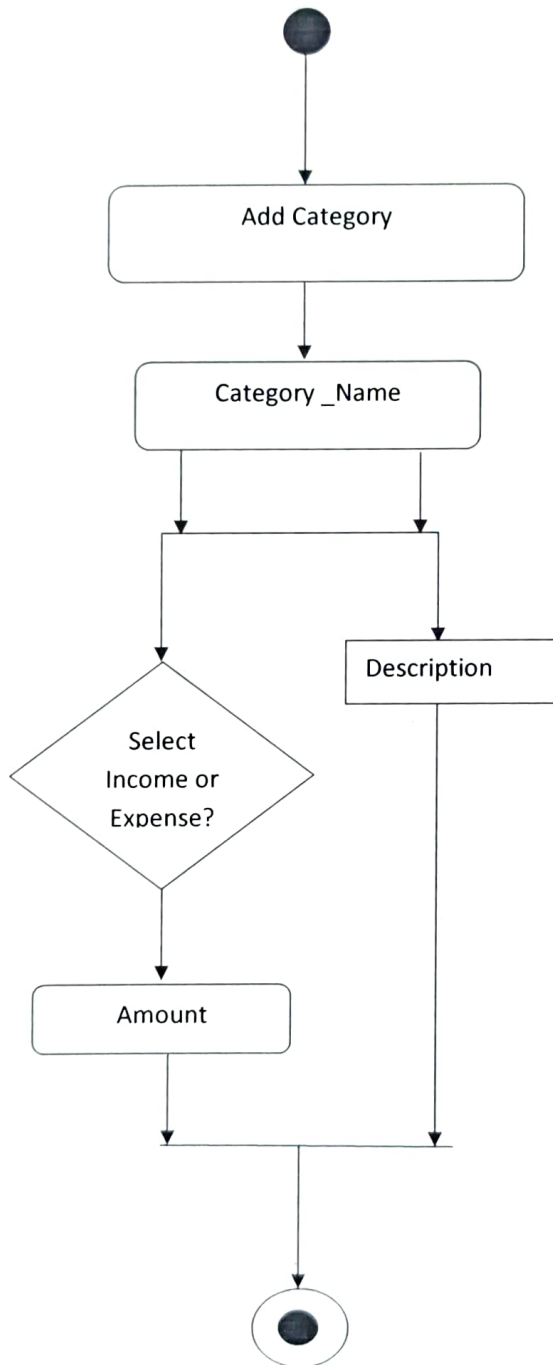 Add Category
Category _Name
Description
Select
Income or
Expense?
Amount